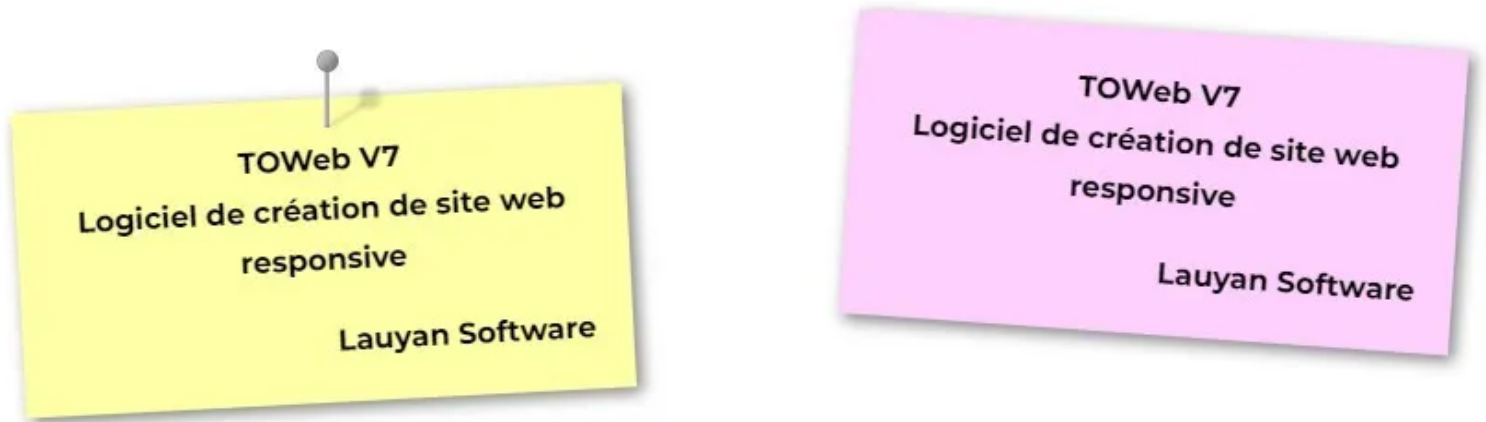 TOWeb V7
Logiciel de création de site web
responsive
Lauyan Software
TOWeb V7
Logiciel de création de site web
responsive
Lauyan Software